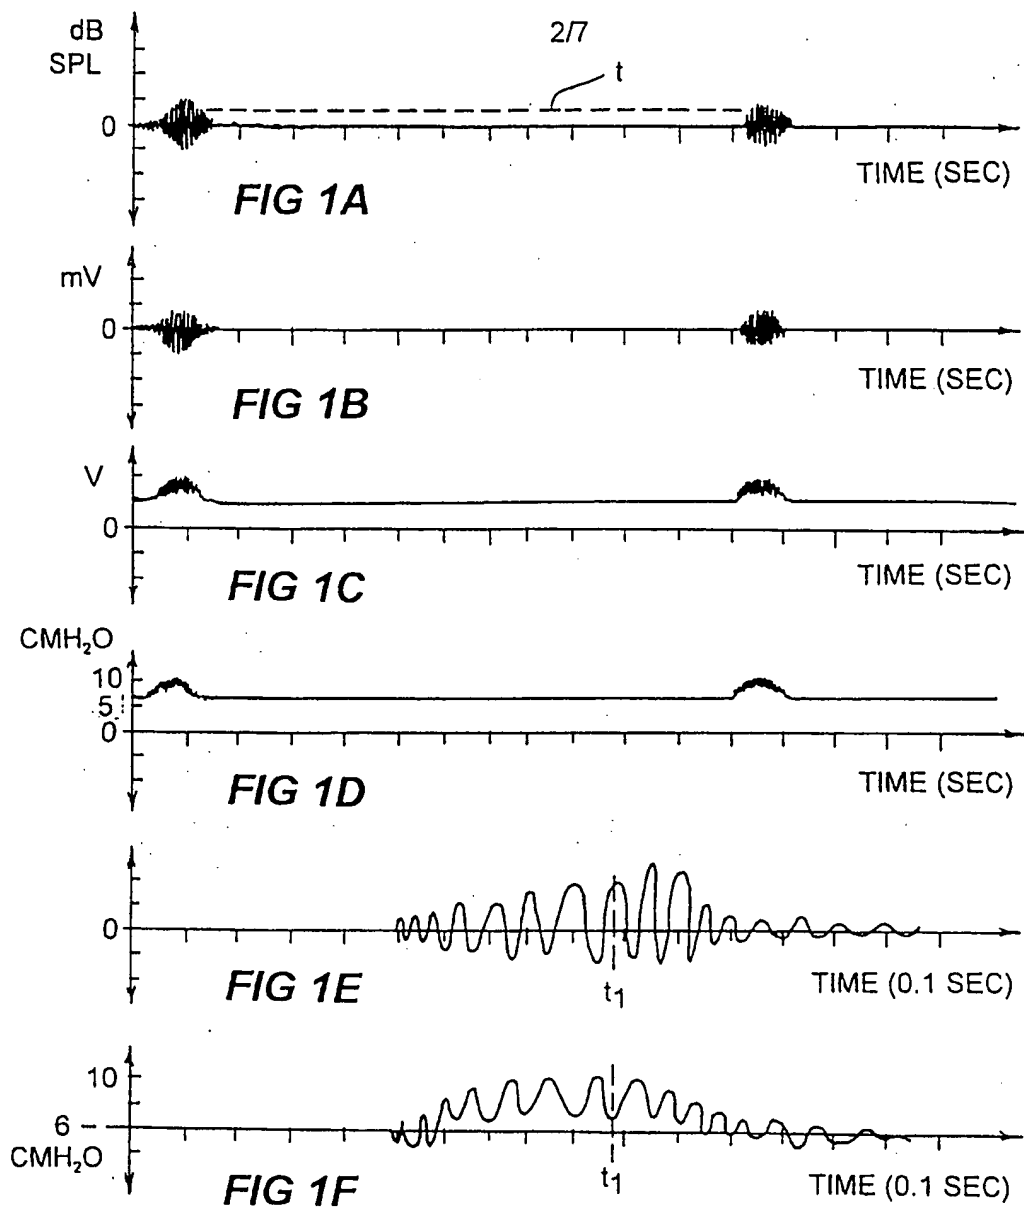 2/7
dB
SPL
t
0
TIME (SEC)
FIG 1A
mV
0
TIME (SEC)
FIG 1B
V
0
TIME (SEC)
FIG 1C
CMH₂O
10
5
0
TIME (SEC)
FIG 1D
0
t₁
TIME (0.1 SEC)
FIG 1E
10
6
CMH₂O
t₁
TIME (0.1 SEC)
FIG 1F